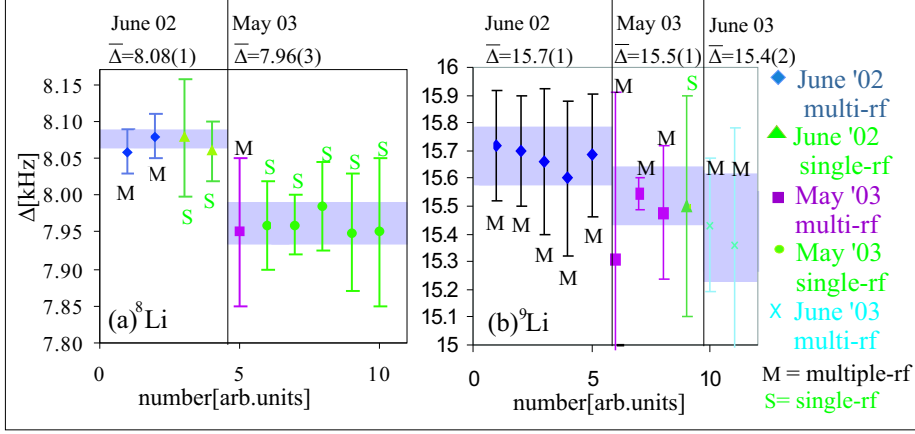 June 02 May 03
Δ̅=8.08(1) Δ̅=7.96(3)
Δ[kHz]
8.15
8.10
8.05
8.00
7.95
7.90
7.85
7.80
M M S S M S S S S S
(a)⁸Li
0 5 10
number[arb.units]
June 02 May 03 June 03
Δ̅=15.7(1) Δ̅=15.5(1) Δ̅=15.4(2)
16
15.9
15.8
15.7
15.6
15.5
15.4
15.3
15.2
15.1
15
M M M M M M M M S M M
(b)⁹Li
0 5 10
number[arb.units]
June '02
multi-rf
June '02
single-rf
May '03
multi-rf
May '03
single-rf
June '03
multi-rf
M = multiple-rf
S= single-rf